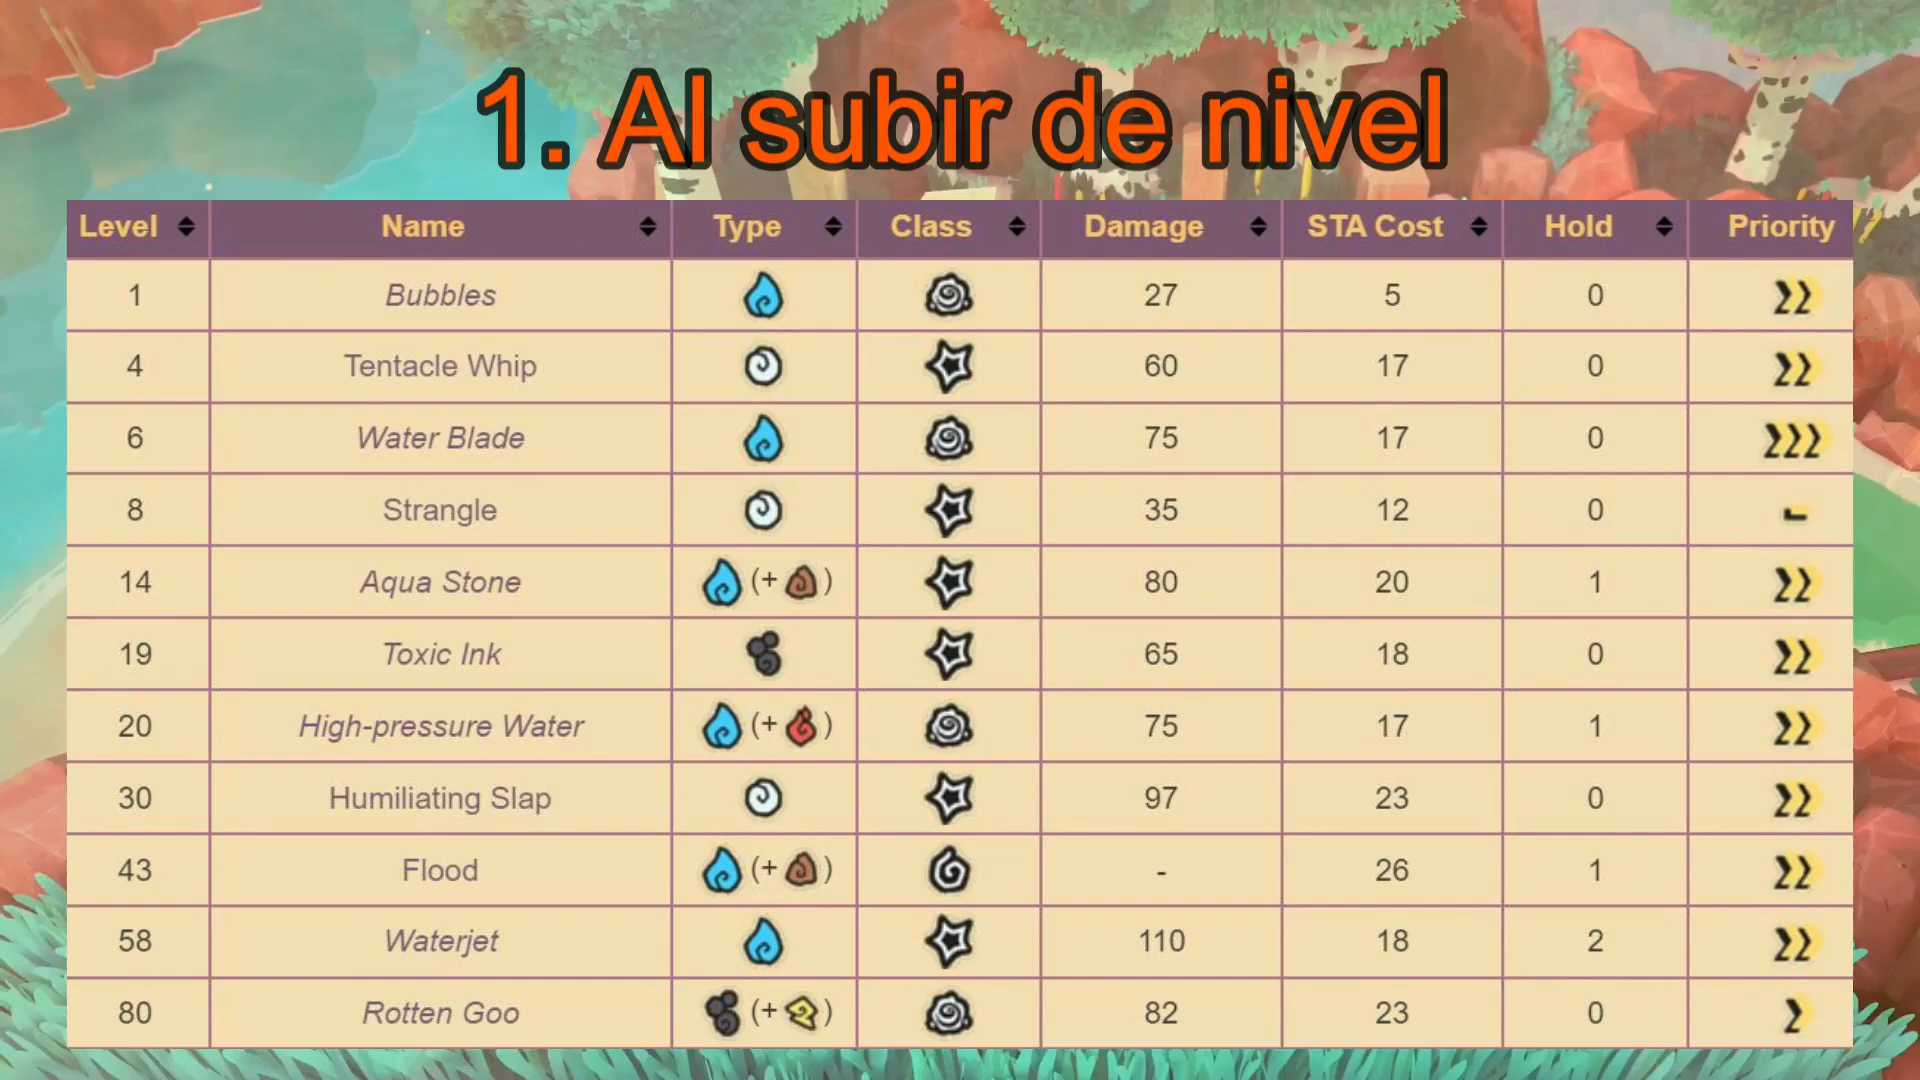 1. Al subir de nivel
Level Name Type Class Damage STA Cost Hold Priority
1 Bubbles 27 5 0
4 Tentacle Whip 60 17 0
6 Water Blade 75 17 0
8 Strangle 35 12 0
14 Aqua Stone (+ ) 80 20 1
19 Toxic Ink 65 18 0
20 High-pressure Water (+ ) 75 17 1
30 Humiliating Slap 97 23 0
43 Flood (+ ) - 26 1
58 Waterjet 110 18 2
80 Rotten Goo (+ ) 82 23 0